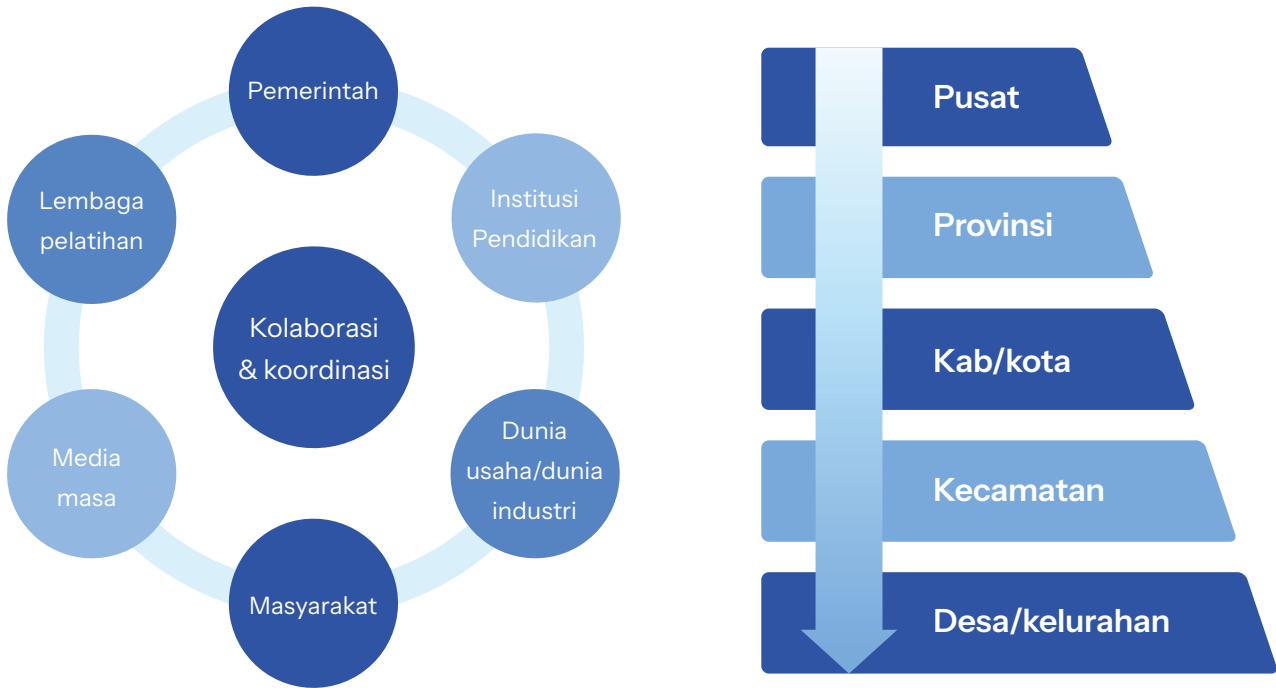 Pemerintah
Institusi
Pendidikan
Dunia
usaha/dunia
industri
Masyarakat
Media
masa
Lembaga
pelatihan
Kolaborasi
& koordinasi
Pusat
Provinsi
Kab/kota
Kecamatan
Desa/kelurahan